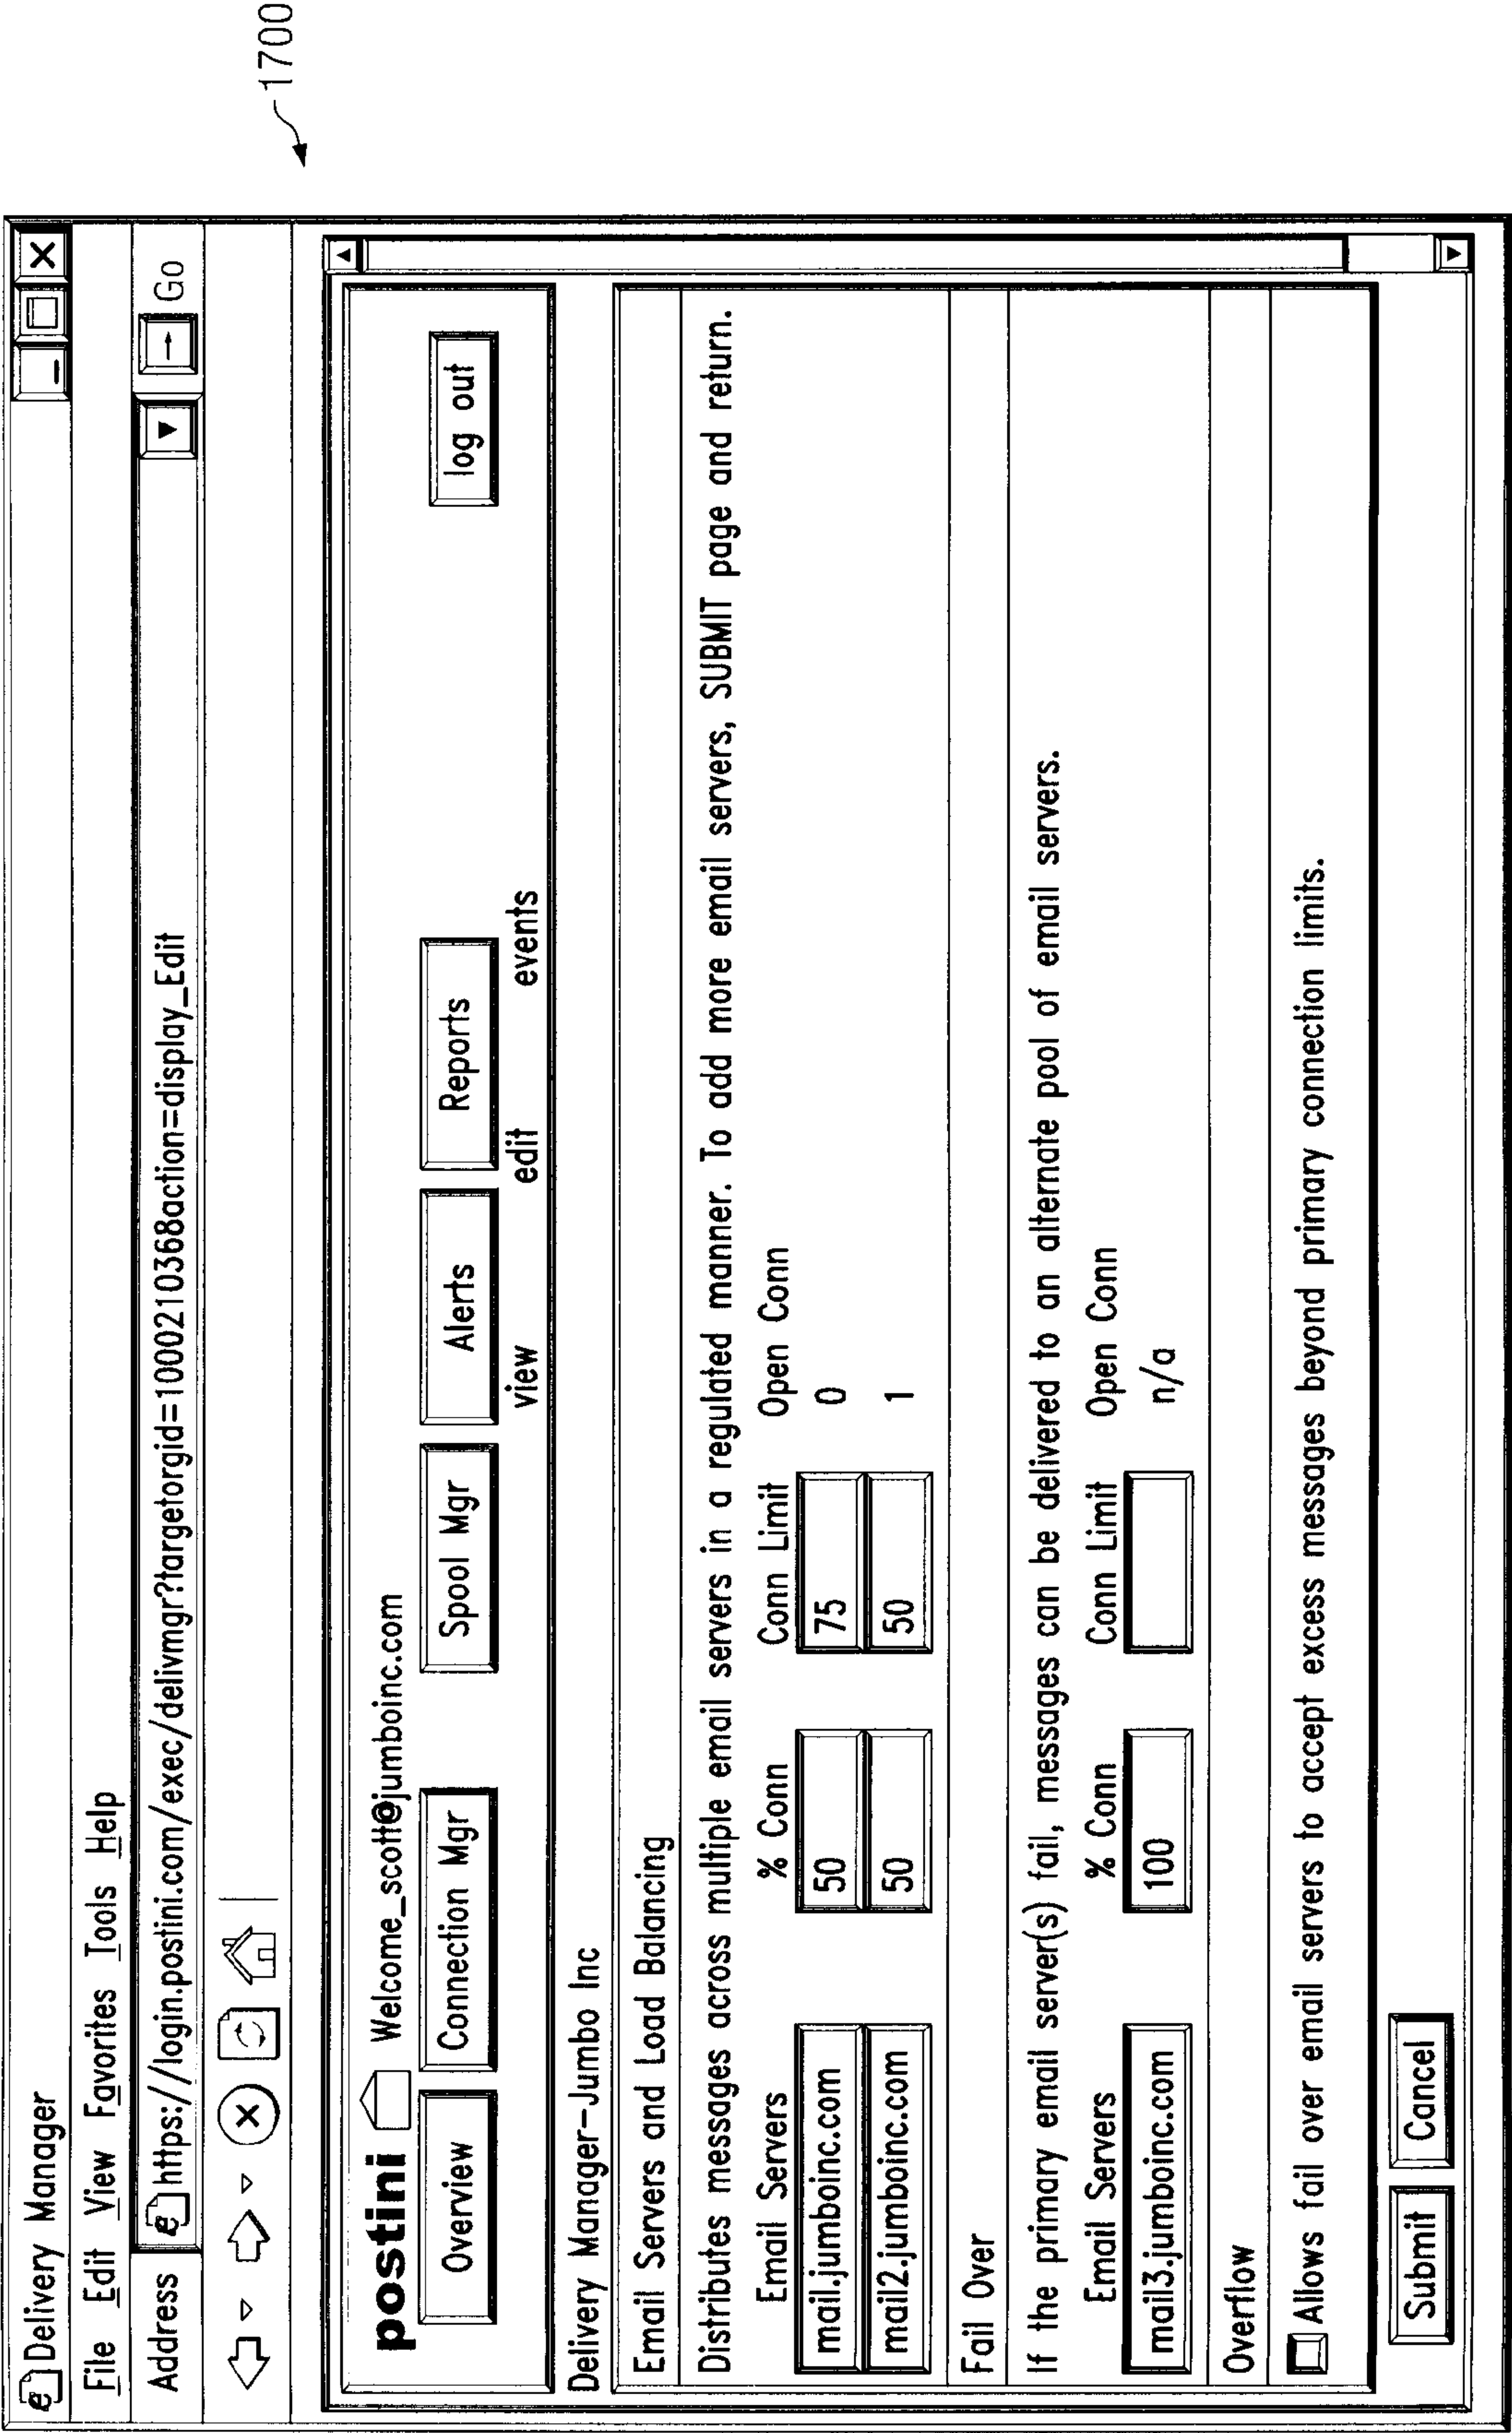 1700
Delivery Manager
File Edit View Favorites Tools Help
Address https://login.postini.com/exec/delivmgr?targetorgid=100021036&action=display_Edit Go
postini Welcome_scott@jumboinc.com
Overview Connection Mgr Spool Mgr Alerts Reports log out
view edit events
Delivery Manager-Jumbo Inc
Email Servers and Load Balancing
Distributes messages across multiple email servers in a regulated manner. To add more email servers, SUBMIT page and return.
Email Servers % Conn Conn Limit Open Conn
mail.jumboinc.com 50 75 0
mail2.jumboinc.com 50 50 1
Fail Over
If the primary email server(s) fail, messages can be delivered to an alternate pool of email servers.
Email Servers % Conn Conn Limit Open Conn
mail3.jumboinc.com 100 n/a
Overflow
Allows fail over email servers to accept excess messages beyond primary connection limits.
Submit Cancel